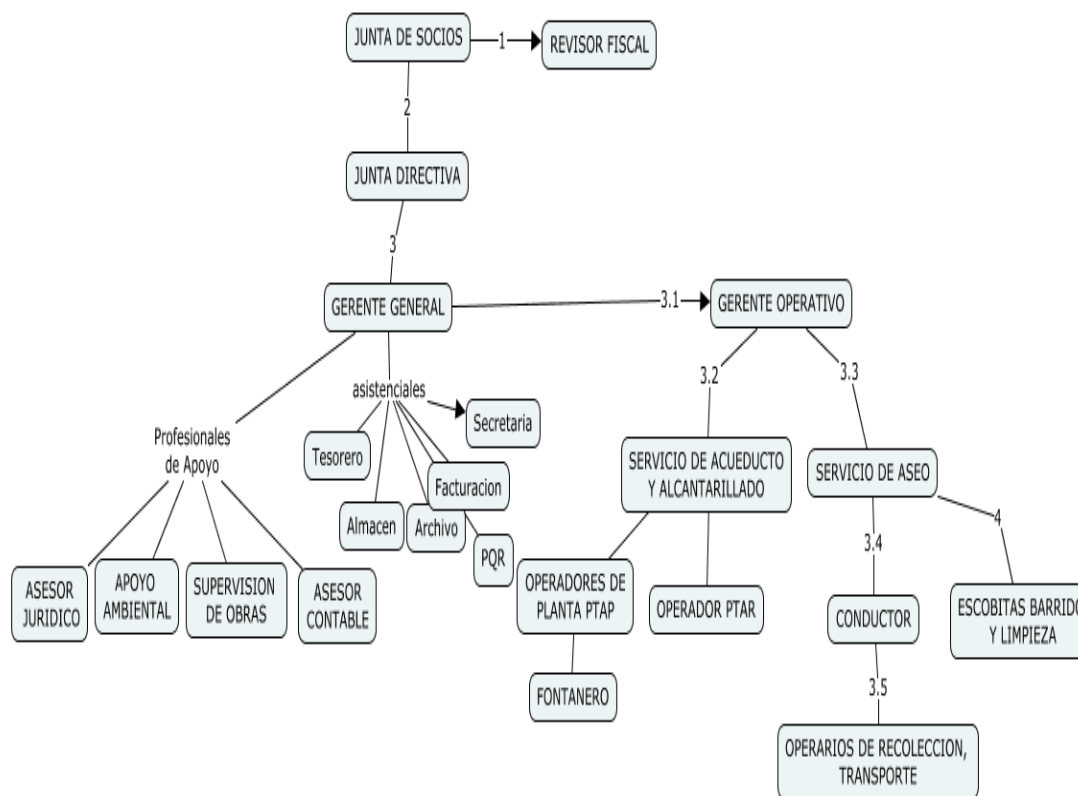 JUNTA DE SOCIOS
1
REVISOR FISCAL
2
JUNTA DIRECTIVA
3
GERENTE GENERAL
3.1
GERENTE OPERATIVO
asistenciales
Secretaria
Tesorero
Facturacion
Almacen
Archivo
PQR
Profesionales
de Apoyo
ASESOR
JURIDICO
APOYO
AMBIENTAL
SUPERVISION
DE OBRAS
ASESOR
CONTABLE
3.2
3.3
SERVICIO DE ACUEDUCTO
Y ALCANTARILLADO
SERVICIO DE ASEO
OPERADORES DE
PLANTA PTAP
OPERADOR PTAR
FONTANERO
3.4
4
CONDUCTOR
ESCOBITAS BARRIDO
Y LIMPIEZA
3.5
OPERARIOS DE RECOLECCION,
TRANSPORTE